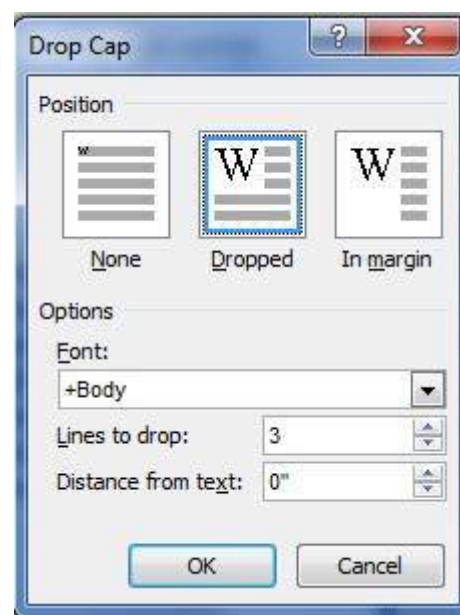 Drop Cap
?
X
Position
W
W
W
None
Dropped
In margin
Options
Font:
+Body
Lines to drop: 3
Distance from text: 0"
OK Cancel